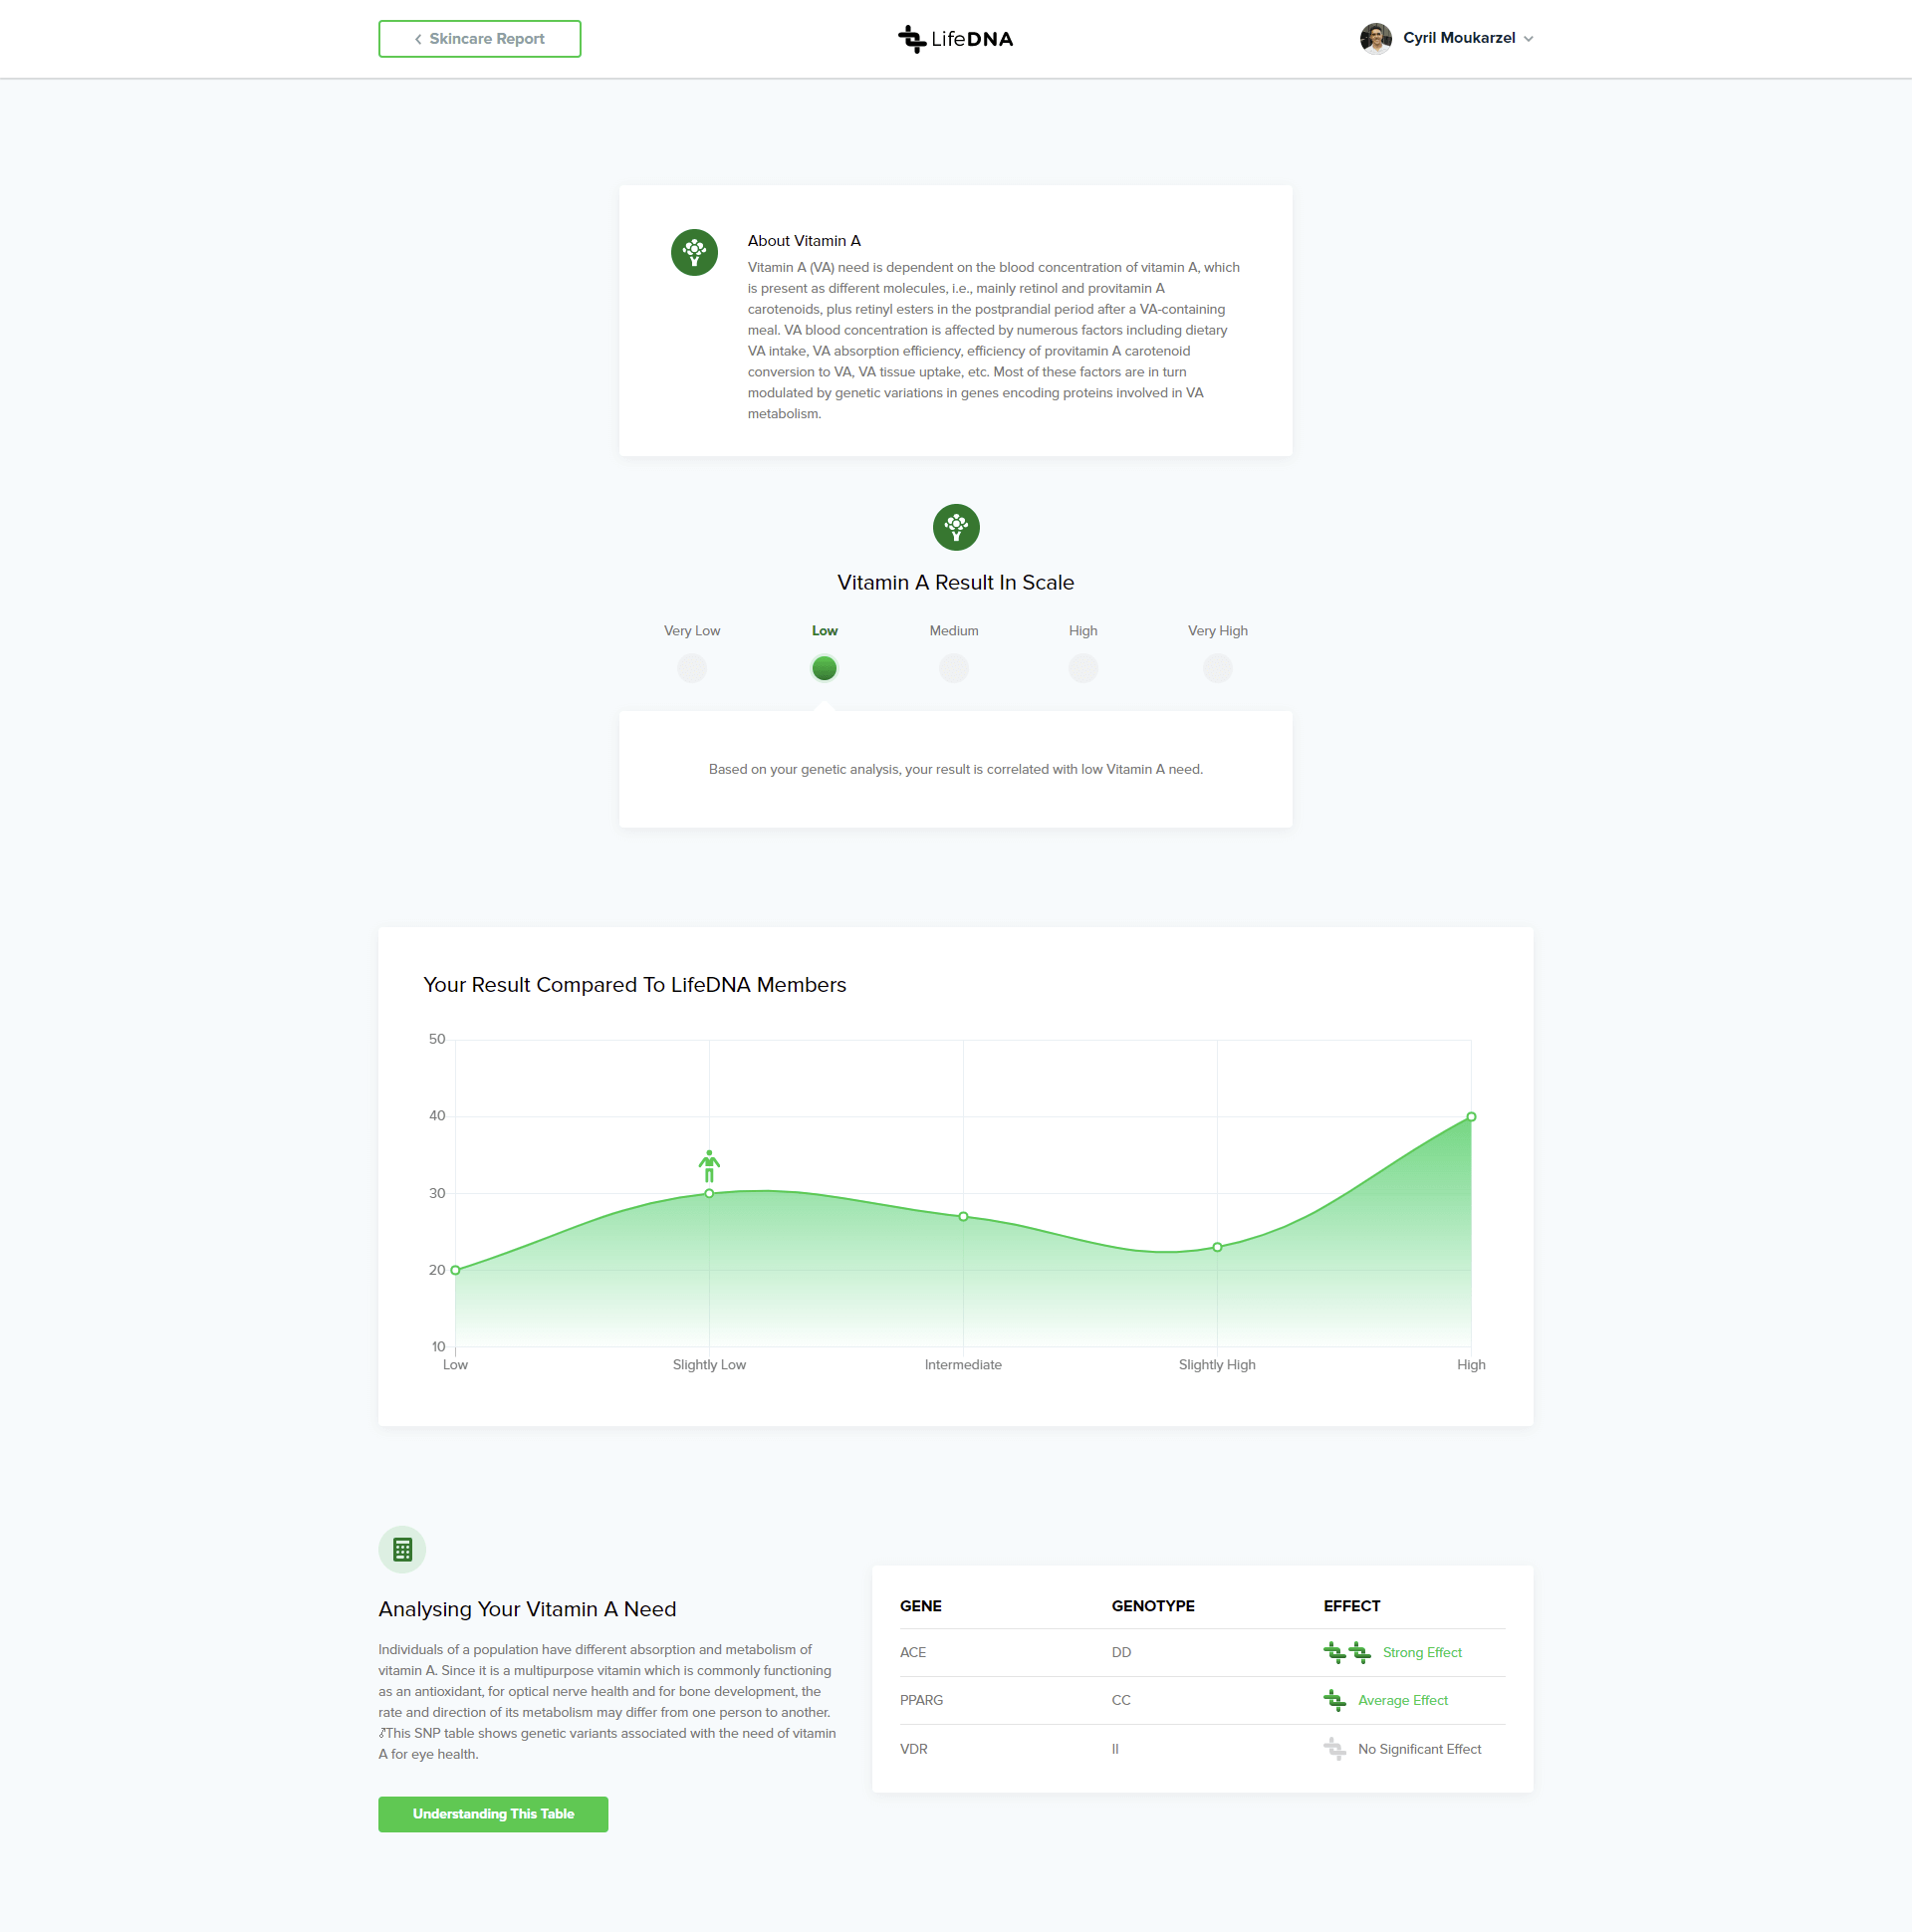 Skincare Report
LifeDNA
Cyril Moukarzel
About Vitamin A
Vitamin A (VA) need is dependent on the blood concentration of vitamin A, which
is present as different molecules, i.e., mainly retinol and provitamin A
carotenoids, plus retinyl esters in the postprandial period after a VA-containing
meal. VA blood concentration is affected by numerous factors including dietary
VA intake, VA absorption efficiency, efficiency of provitamin A carotenoid
conversion to VA, VA tissue uptake, etc. Most of these factors are in turn
modulated by genetic variations in genes encoding proteins involved in VA
metabolism.
Vitamin A Result In Scale
Very Low Low Medium High Very High
Based on your genetic analysis, your result is correlated with low Vitamin A need.
Your Result Compared To LifeDNA Members
50
40
30
20
10
Low Slightly Low Intermediate Slightly High High
Analysing Your Vitamin A Need
Individuals of a population have different absorption and metabolism of
vitamin A. Since it is a multipurpose vitamin which is commonly functioning
as an antioxidant, for optical nerve health and for bone development, the
rate and direction of its metabolism may differ from one person to another.
This SNP table shows genetic variants associated with the need of vitamin
A for eye health.
Understanding This Table
GENE GENOTYPE EFFECT
ACE DD Strong Effect
PPARG CC Average Effect
VDR II No Significant Effect